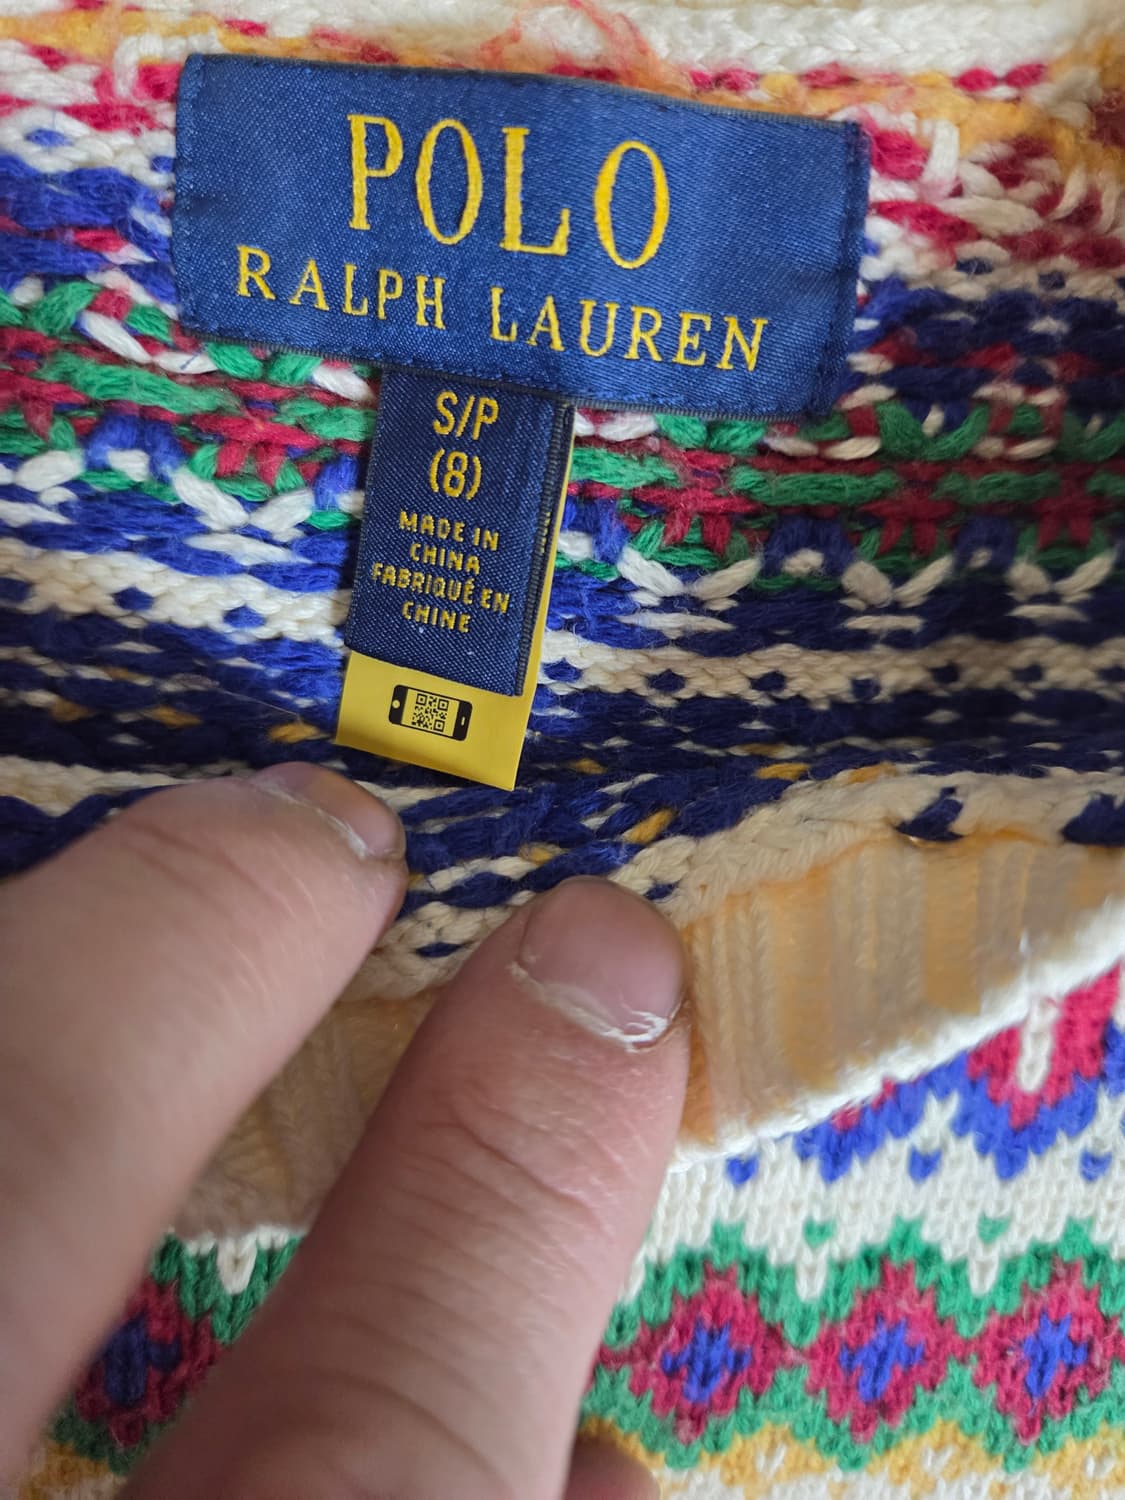 POLO
RALPH LAUREN
S/P
(8)
MADE IN
CHINA
FABRIQUÉ EN
CHINE